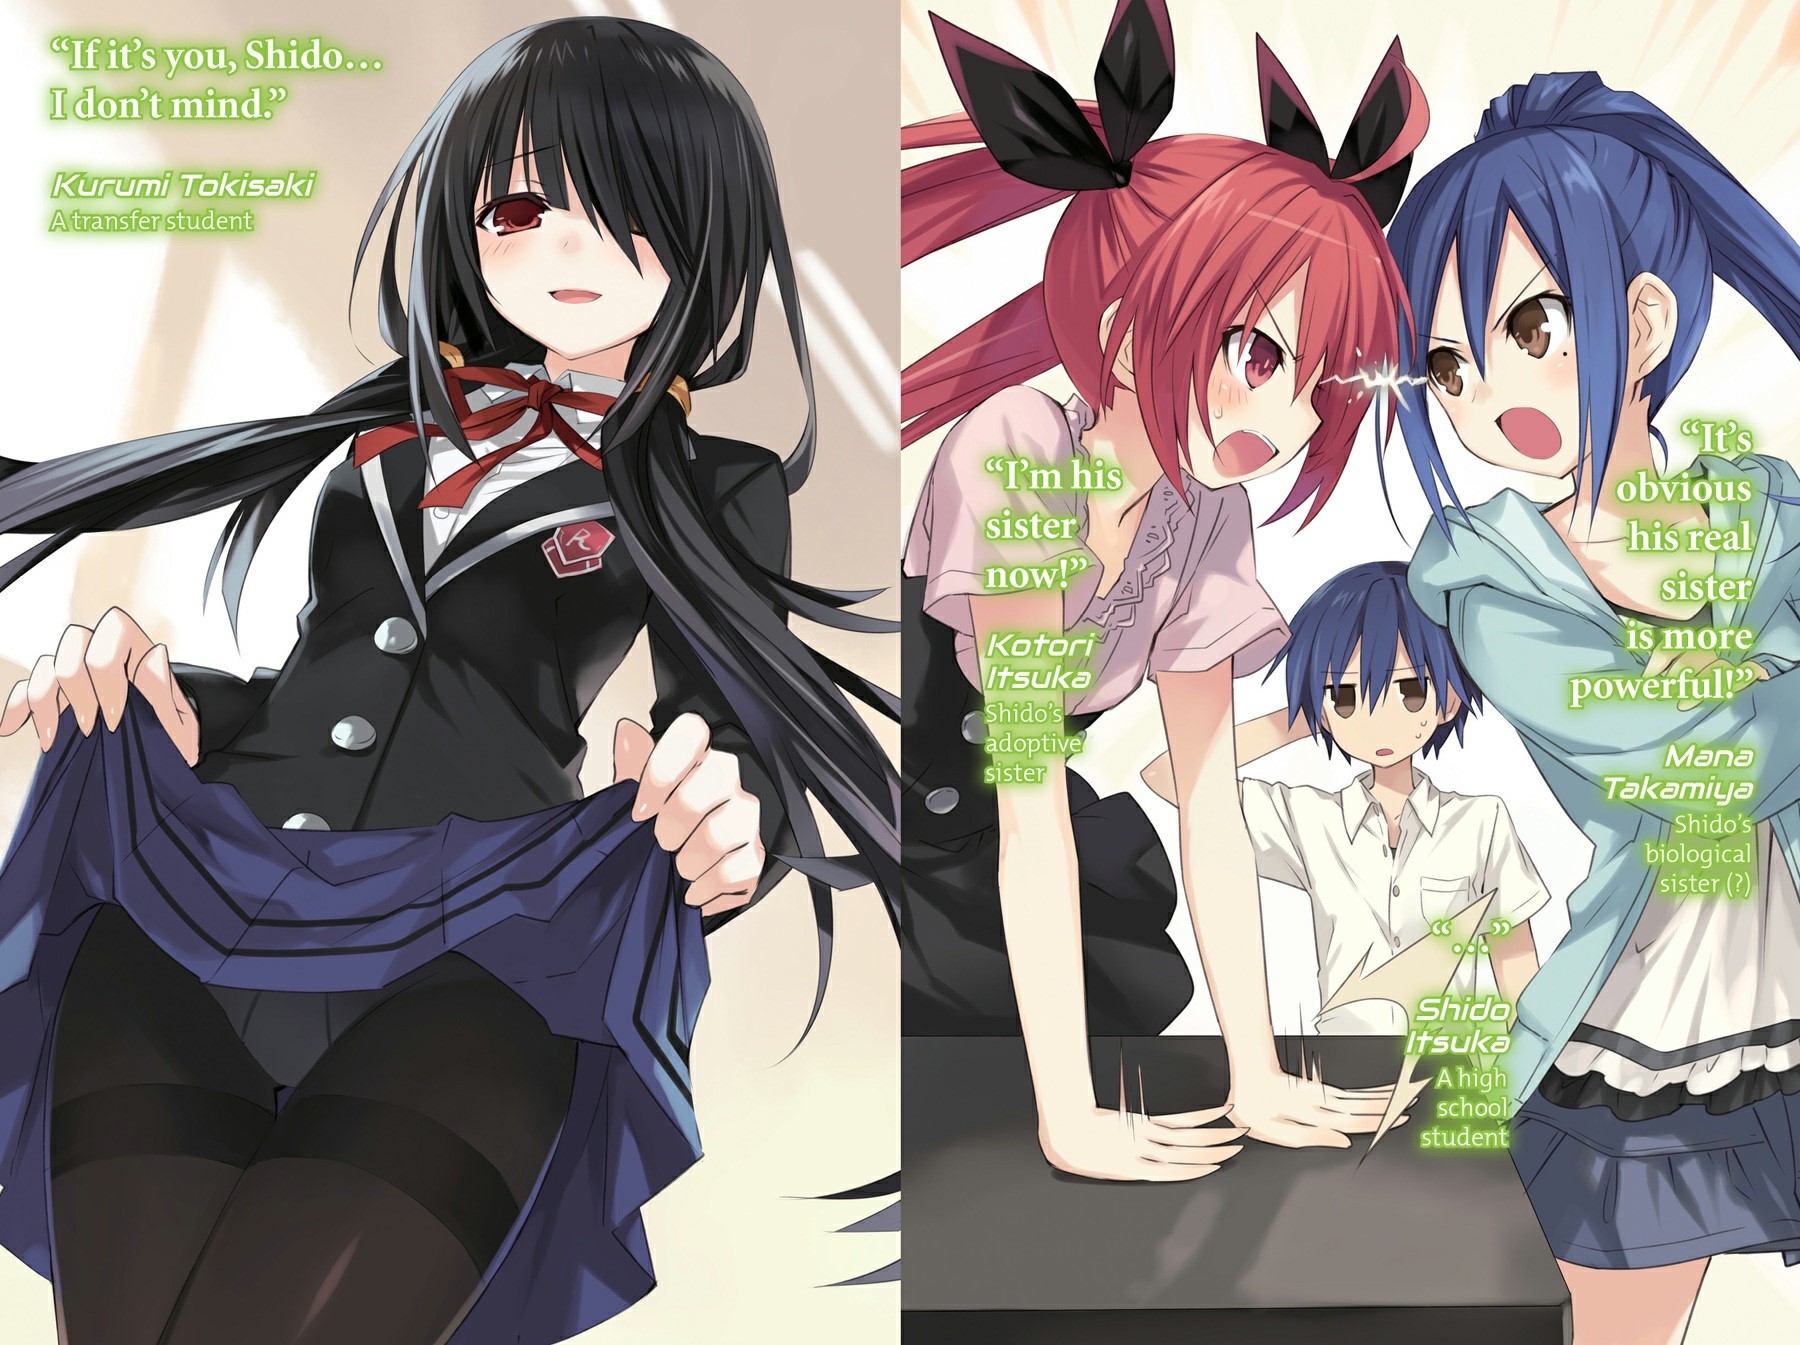 “If it’s you, Shido...
I don’t mind.”
Kurumi Tokisaki
A transfer student
R
“I’m his
sister
now!”
Kotori
Itsuka
Shido’s
adoptive
sister
“It’s
obvious
his real
sister
is more
powerful!”
Mana
Takamiya
Shido’s
biological
sister (?)
“...”
Shido
Itsuka
A high
school
student